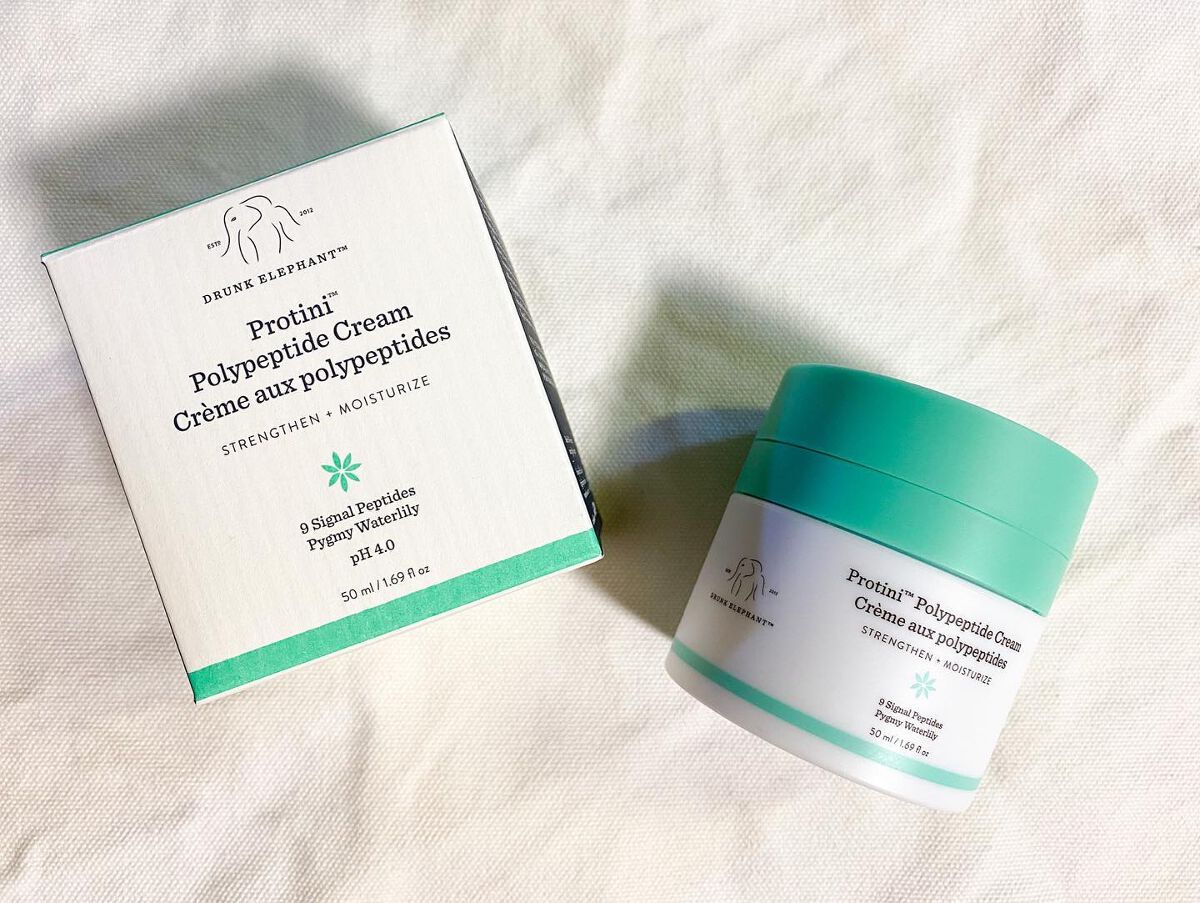 ESTD 2012
DRUNK ELEPHANT™
Protini™
Polypeptide Cream
Crème aux polypeptides
STRENGTHEN + MOISTURIZE
9 Signal Peptides
Pygmy Waterlily
pH 4.0
50 ml / 1.69 fl oz
DRUNK ELEPHANT™
Protini™ Polypeptide Cream
Crème aux polypeptides
STRENGTHEN + MOISTURIZE
9 Signal Peptides
Pygmy Waterlily
50 ml / 1.69 fl oz